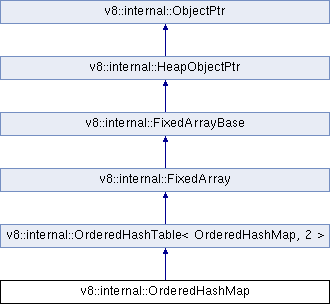 v8::internal::ObjectPtr
v8::internal::HeapObjectPtr
v8::internal::FixedArrayBase
v8::internal::FixedArray
v8::internal::OrderedHashTable< OrderedHashMap, 2 >
v8::internal::OrderedHashMap